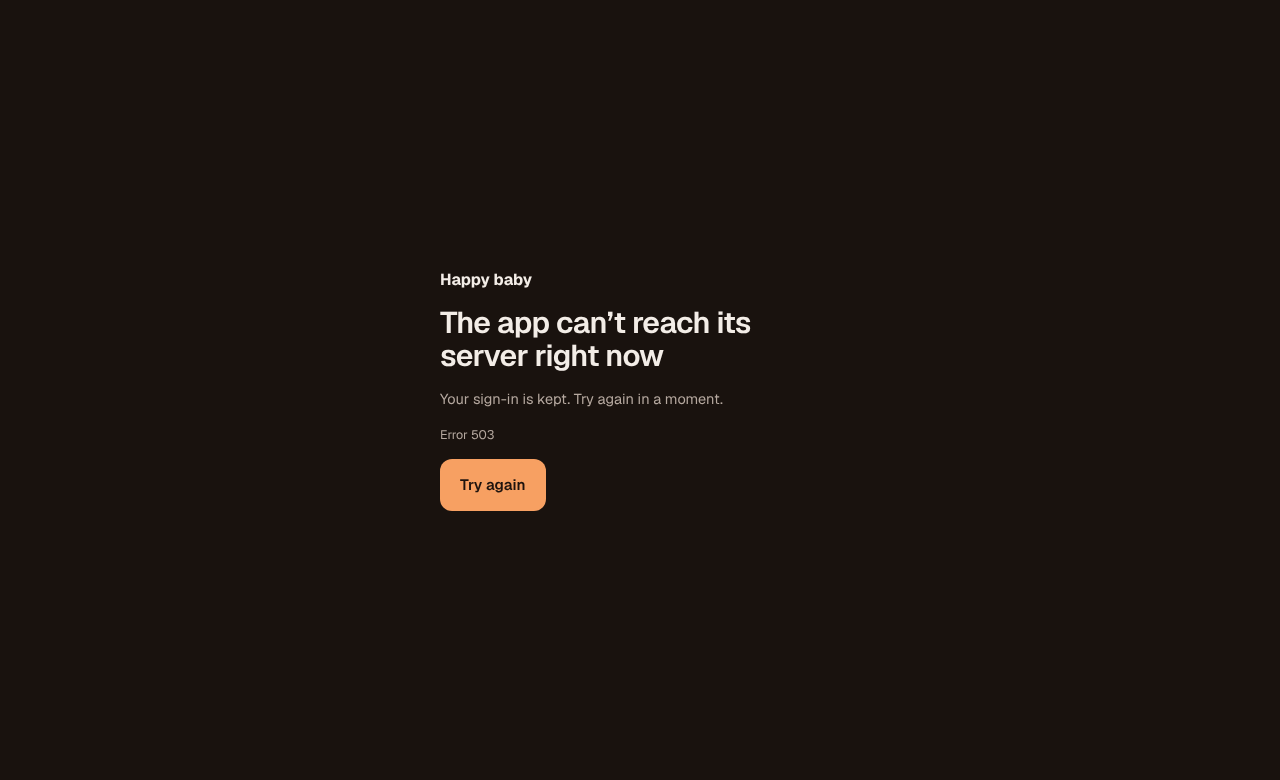 Happy baby
The app can’t reach its
server right now
Your sign-in is kept. Try again in a moment.
Error 503
Try again